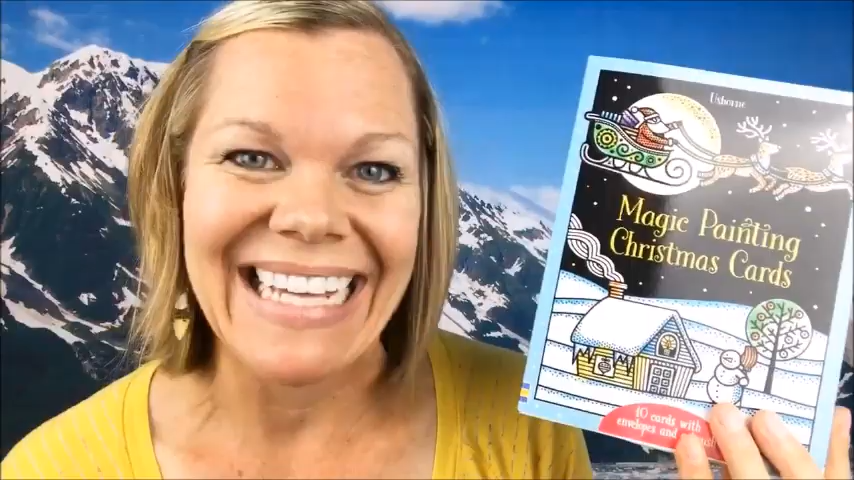 Usborne
Magic Painting
Christmas Cards
10 cards with
envelopes and